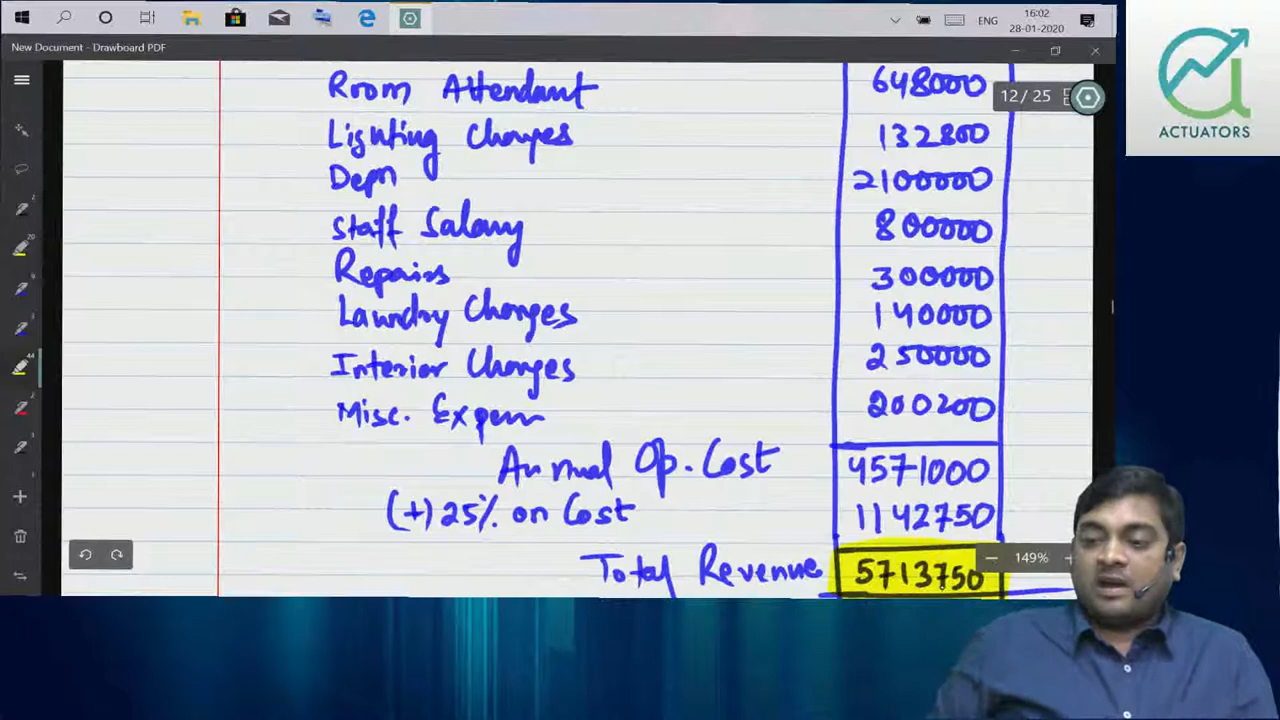 16:02
ENG
28-01-2020
New Document - Drawboard PDF
ACTUATORS
12 / 25
Room Attendant 648000
Lighting Charges 132800
Depn 2100000
Staff Salary 800000
Repairs 300000
Laundry Charges 140000
Interior Charges 250000
Misc. Expen 200200
Annual Op. Cost 4571000
(+) 25% on Cost 1142750
149%
Total Revenue 5713750